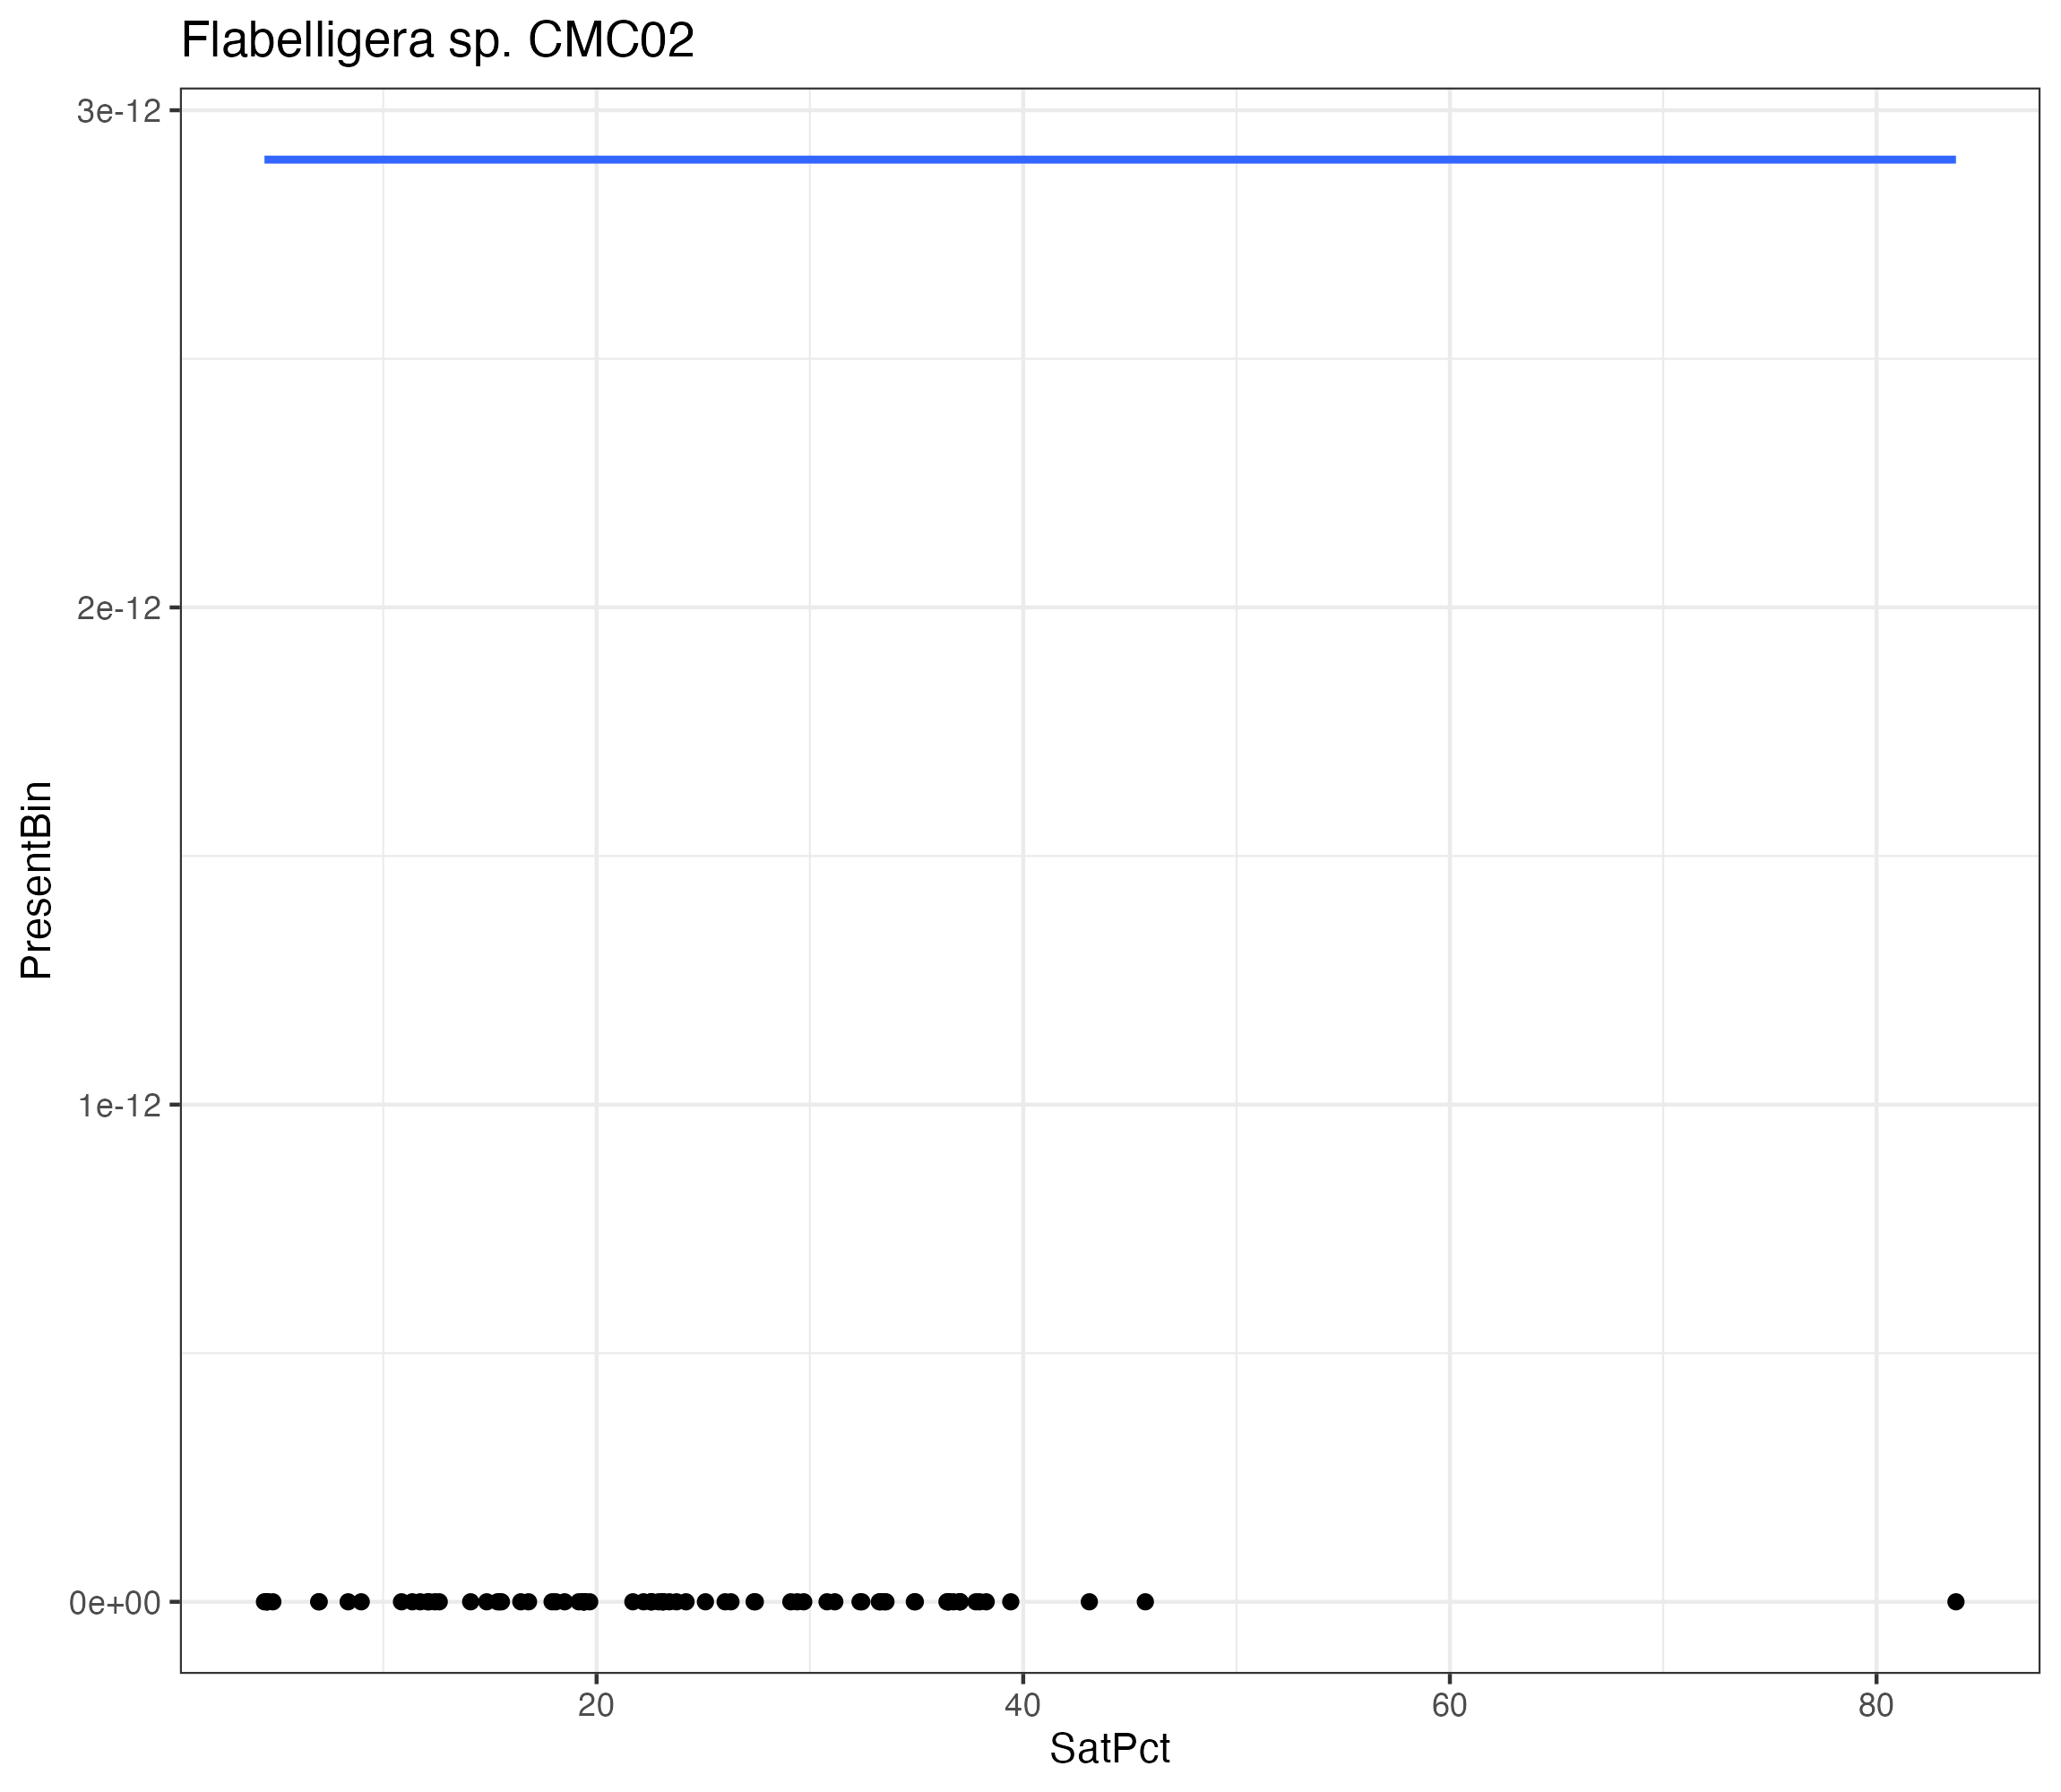 Flabelligera sp. CMC02
3e-12
2e-12
1e-12
0e+00
PresentBin
20 40 60 80
SatPct